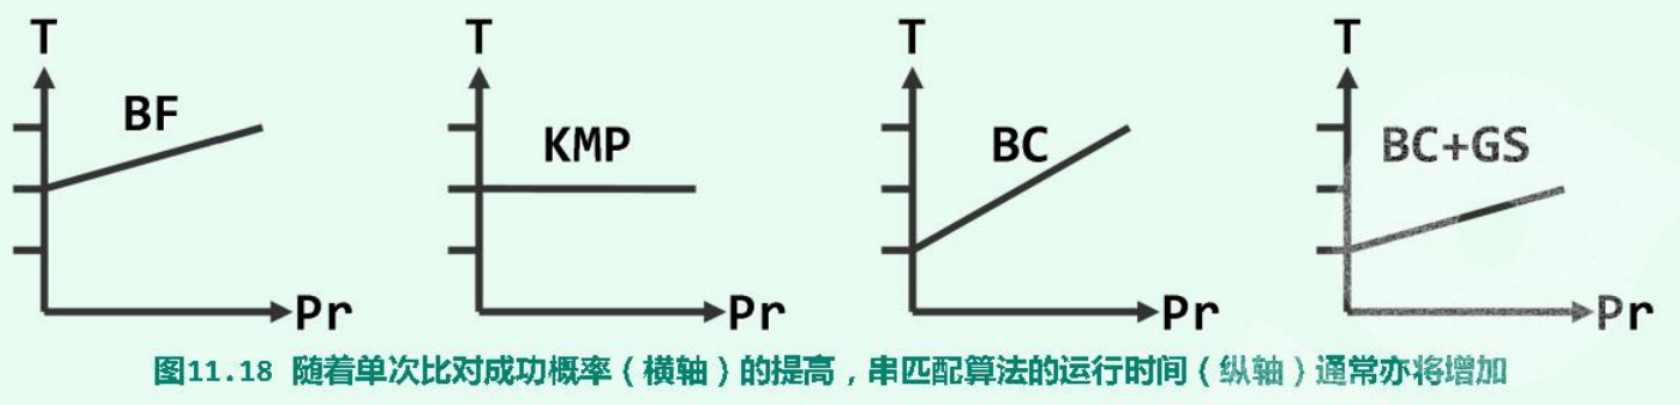 T T T T
BF KMP BC BC+GS
Pr Pr Pr Pr
图11.18 随着单次比对成功概率（横轴）的提高，串匹配算法的运行时间（纵轴）通常亦将增加